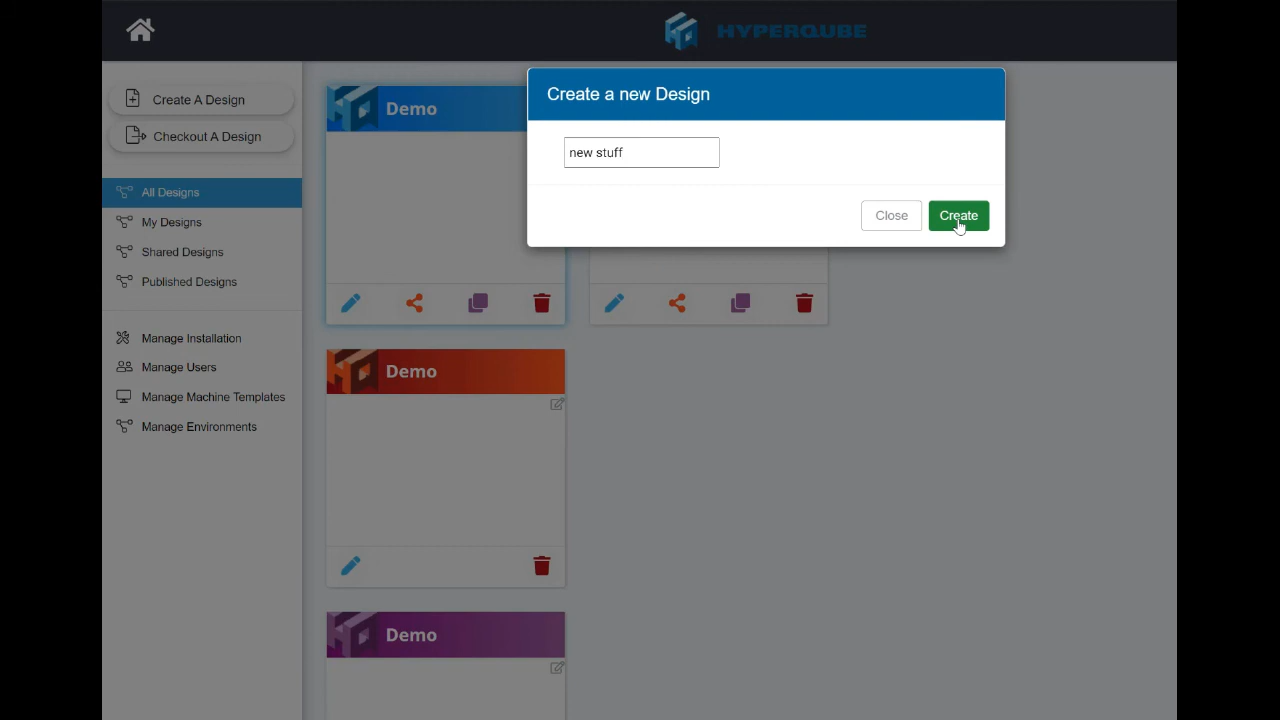 HYPERQUBE
Create A Design
Checkout A Design
All Designs
My Designs
Shared Designs
Published Designs
Manage Installation
Manage Users
Manage Machine Templates
Manage Environments
Demo
Create a new Design
new stuff
Close
Create
Demo
Demo